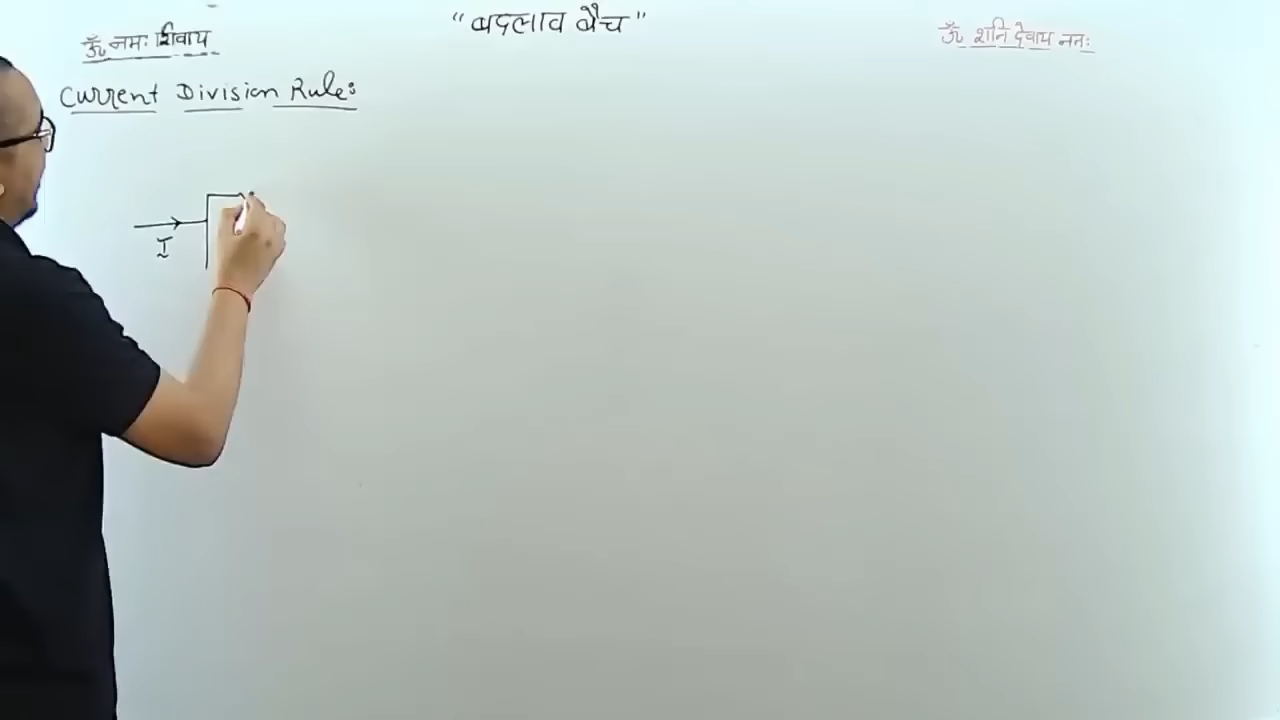 ॐ नमः शिवाय
"बदलाव बैच"
ॐ शनि देवाय नमः
Current Division Rule:
I